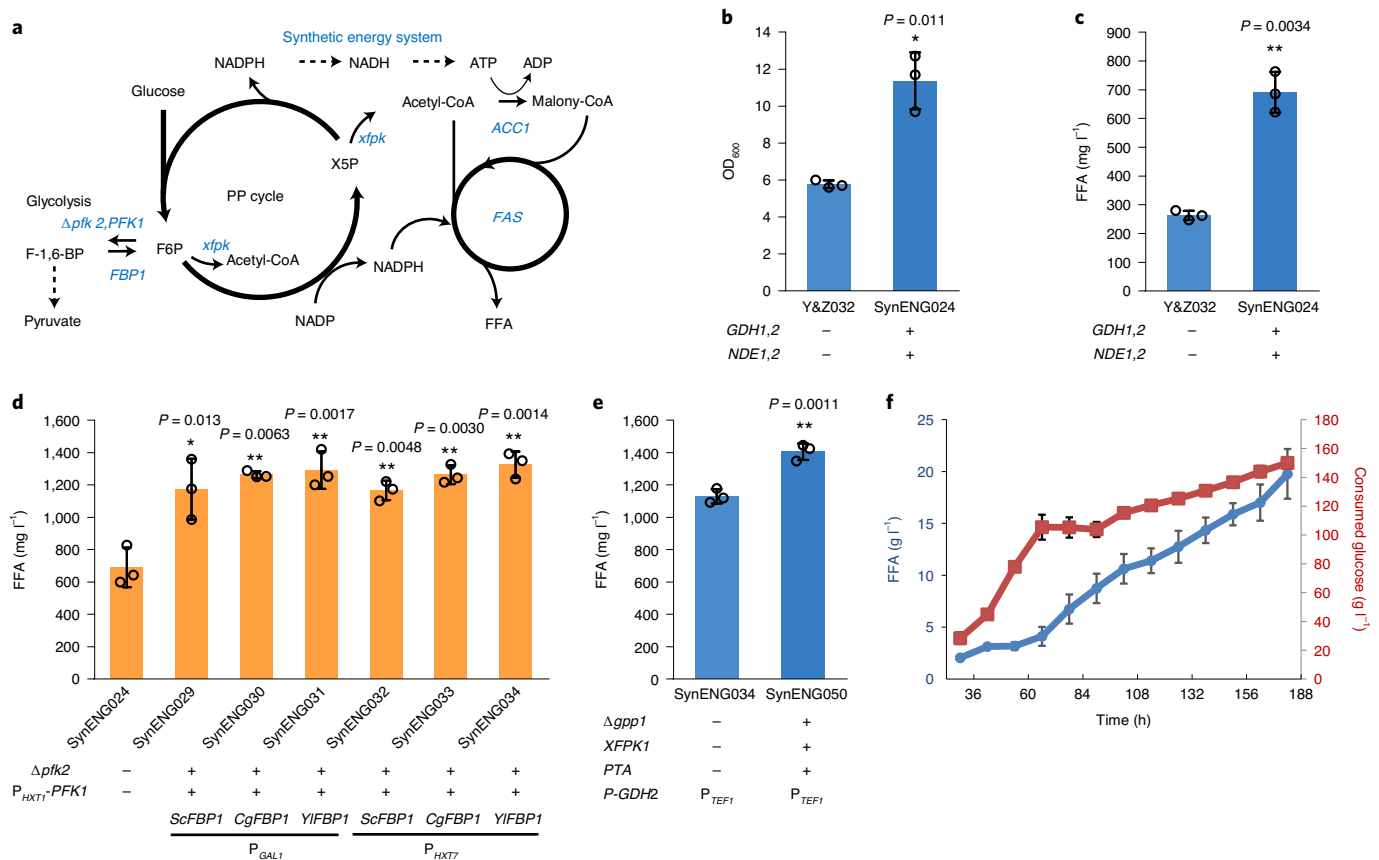 a
Synthetic energy system
NADPH
NADH
ATP
ADP
Glucose
Acetyl-CoA
Malony-CoA
xfpk
ACC1
X5P
PP cycle
Glycolysis
Δpfk 2,PFK1
FAS
F-1,6-BP
F6P
xfpk
Acetyl-CoA
NADPH
FBP1
Pyruvate
NADP
FFA
b
P = 0.011
*
14
12
10
8
6
4
2
0
OD600
Y&Z032 SynENG024
GDH1,2 – +
NDE1,2 – +
c
P = 0.0034
**
900
800
700
600
500
400
300
200
100
0
FFA (mg l−1)
Y&Z032 SynENG024
GDH1,2 – +
NDE1,2 – +
d
1,600
1,400
1,200
1,000
800
600
400
200
0
FFA (mg l−1)
P = 0.013
*
P = 0.0063
**
P = 0.0017
**
P = 0.0048
**
P = 0.0030
**
P = 0.0014
**
SynENG024
SynENG029
SynENG030
SynENG031
SynENG032
SynENG033
SynENG034
Δpfk2 – + + + + + +
PHXT1-PFK1 – + + + + + +
ScFBP1 CgFBP1 YlFBP1 ScFBP1 CgFBP1 YlFBP1
PGAL1 PHXT7
e
P = 0.0011
**
1,600
1,400
1,200
1,000
800
600
400
200
0
FFA (mg l−1)
SynENG034 SynENG050
Δgpp1 – +
XFPK1 – +
PTA – +
P-GDH2 PTEF1 PTEF1
f
25
20
15
10
5
0
FFA (g l−1)
180
160
140
120
100
80
60
40
20
0
Consumed glucose (g l−1)
36 60 84 108 132 156 188
Time (h)